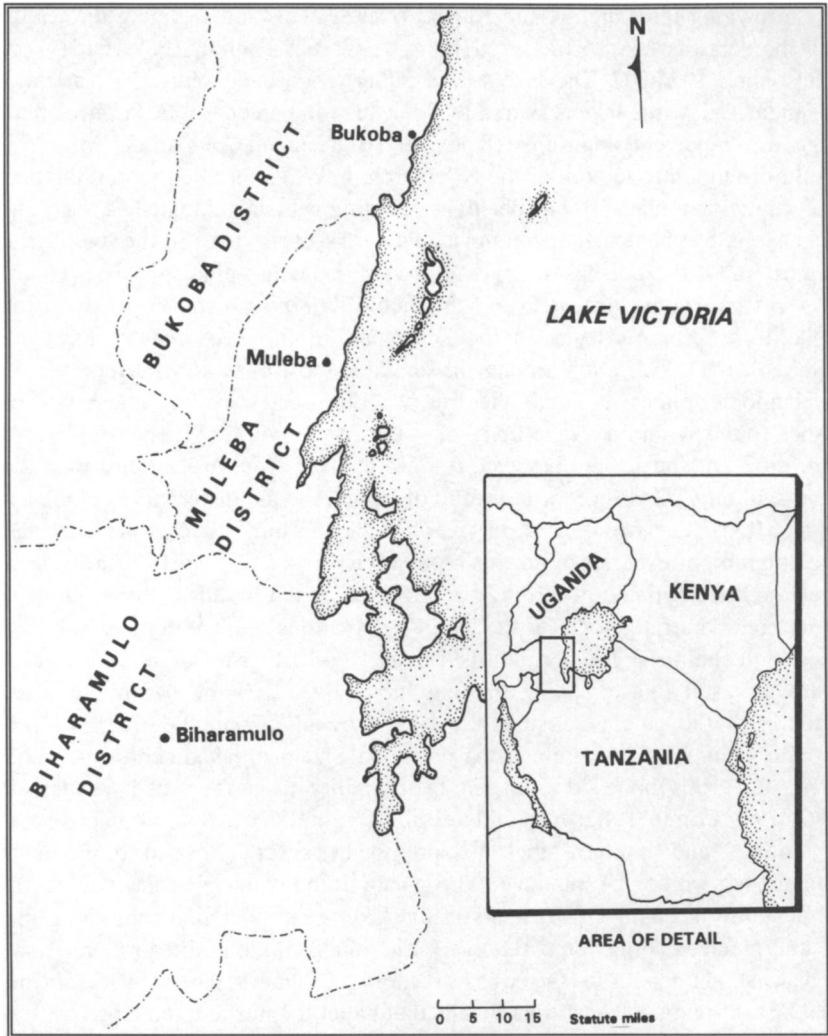 N
Bukoba
BUKOBA DISTRICT
LAKE VICTORIA
Muleba
MULEBA
DISTRICT
UGANDA
KENYA
BIHARAMULO
DISTRICT
Biharamulo
TANZANIA
AREA OF DETAIL
0 5 10 15 Statute miles